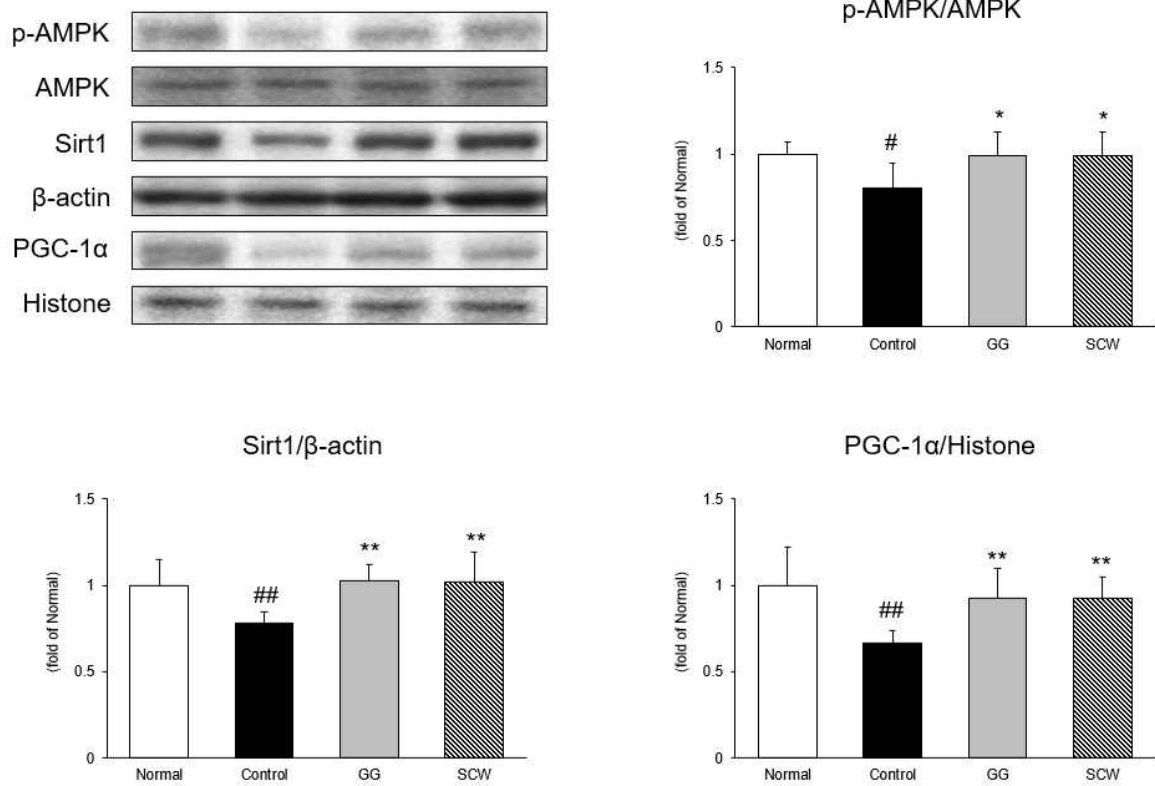 p-AMPK
AMPK
Sirt1
β-actin
PGC-1α
Histone
p-AMPK/AMPK
1.5
1
0.5
0
(fold of Normal)
#
*
*
Normal Control GG SCW
Sirt1/β-actin
1.5
1
0.5
0
(fold of Normal)
##
**
**
Normal Control GG SCW
PGC-1α/Histone
1.5
1
0.5
0
(fold of Normal)
##
**
**
Normal Control GG SCW